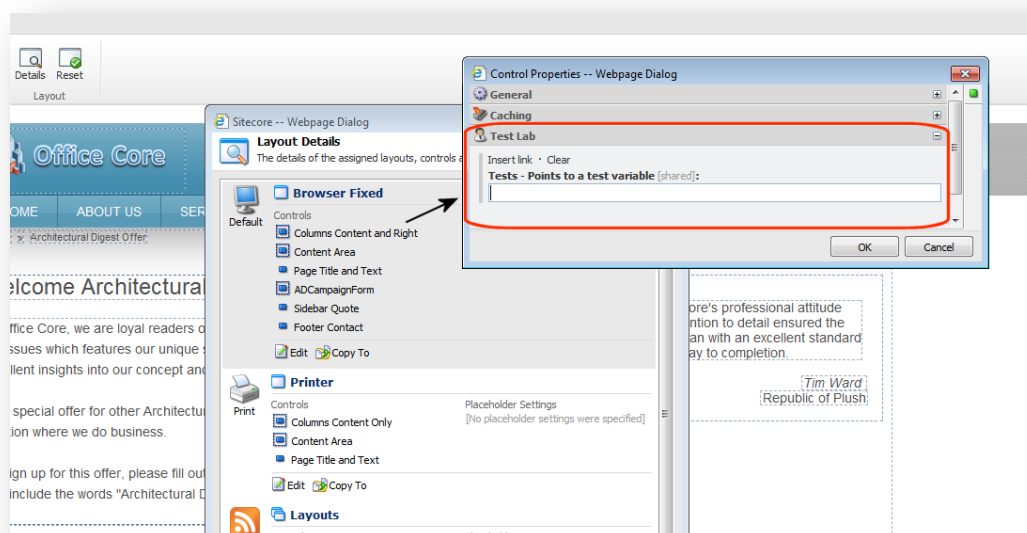 Details Reset
Layout
Office Core
OME ABOUT US SER
Architectural Digest Offer
elcome Architectural
ffice Core, we are loyal readers o
ssues which features our unique
llent insights into our concept and
special offer for other Architectur
tion where we do business.
ign up for this offer, please fill out
include the words "Architectural D
Sitecore -- Webpage Dialog
Layout Details
The details of the assigned layouts, controls a
Default
Browser Fixed
Controls
Columns Content and Right
Content Area
Page Title and Text
ADCampaignForm
Sidebar Quote
Footer Contact
Edit Copy To
Print
Printer
Controls
Placeholder Settings
Columns Content Only
[No placeholder settings were specified]
Content Area
Page Title and Text
Edit Copy To
Layouts
Control Properties -- Webpage Dialog
General
Caching
Test Lab
Insert link · Clear
Tests - Points to a test variable [shared]:
OK Cancel
ore's professional attitude
ntion to detail ensured the
an with an excellent standard
ay to completion.
Tim Ward
Republic of Plush